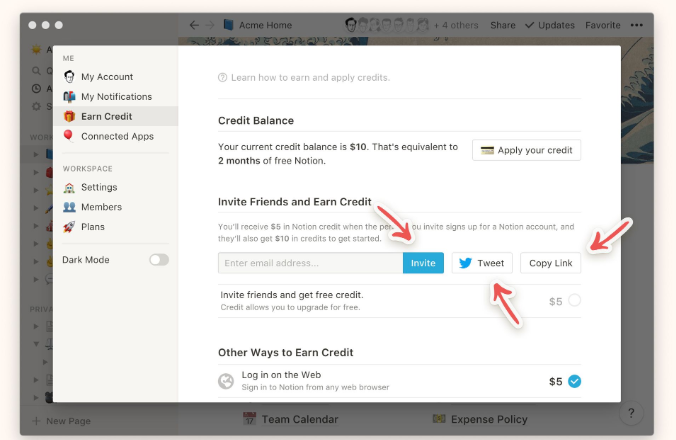 Acme Home
+ 4 others
Share
Updates
Favorite
ME
My Account
My Notifications
Earn Credit
Connected Apps
WORKSPACE
Settings
Members
Plans
Dark Mode
Learn how to earn and apply credits.
Credit Balance
Your current credit balance is $10. That's equivalent to
2 months of free Notion.
Apply your credit
Invite Friends and Earn Credit
You'll receive $5 in Notion credit when the ou invite signs up for a Notion account, and
they'll also get $10 in credits to get started.
Enter email address...
Invite
Tweet
Copy Link
Invite friends and get free credit.
Credit allows you to upgrade for free.
$5
Other Ways to Earn Credit
Log in on the Web
Sign in to Notion from any web browser
$5
+ New Page
Team Calendar
Expense Policy
?